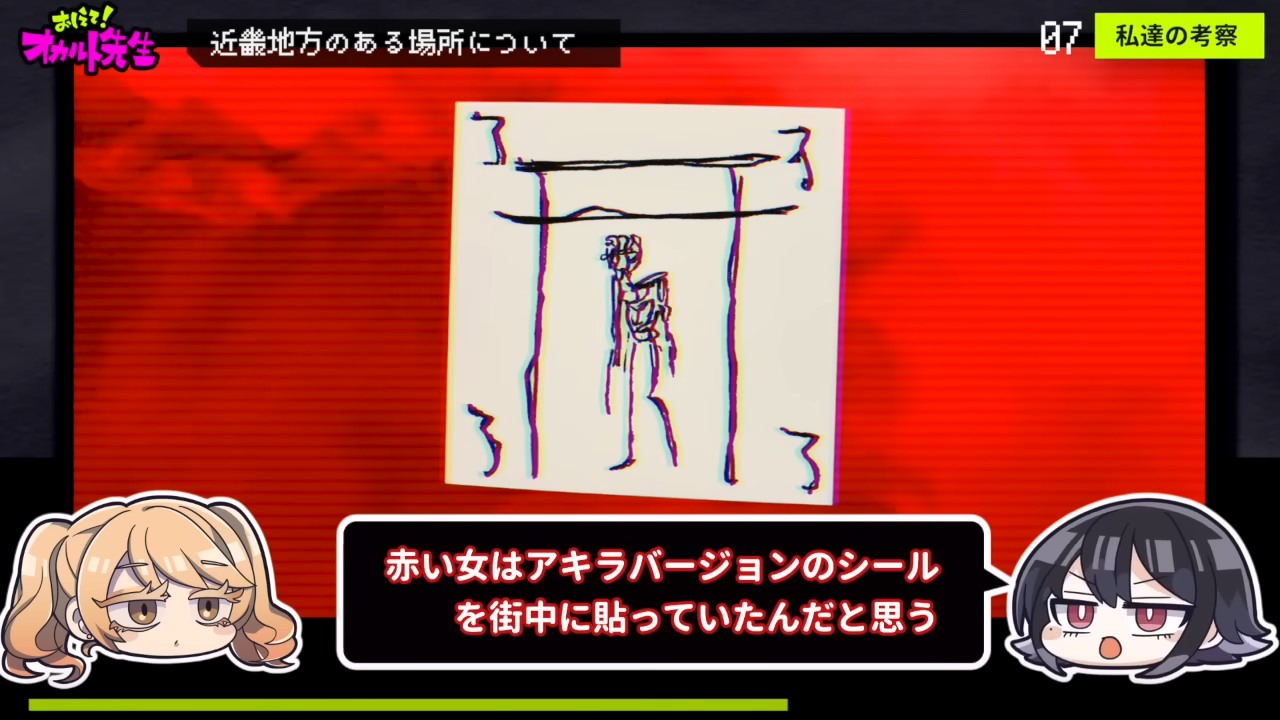 おしえて!
オカルト先生
近畿地方のある場所について
07
私達の考察
赤い女はアキラバージョンのシール
を街中に貼っていたんだと思う